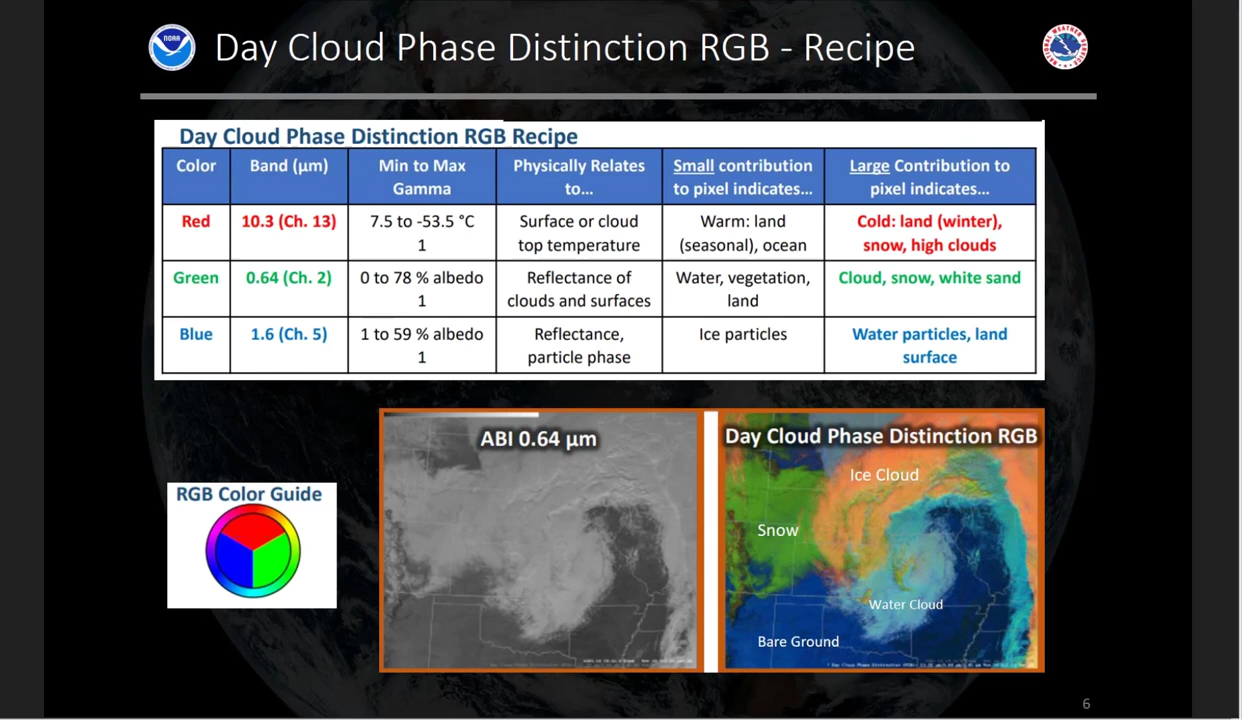 NOAA
Day Cloud Phase Distinction RGB - Recipe
Day Cloud Phase Distinction RGB Recipe
Color
Band (µm)
Min to Max
Gamma
Physically Relates
to…
Small contribution
to pixel indicates…
Large Contribution to
pixel indicates…
Red
10.3 (Ch. 13)
7.5 to -53.5 °C
1
Surface or cloud
top temperature
Warm: land
(seasonal), ocean
Cold: land (winter),
snow, high clouds
Green
0.64 (Ch. 2)
0 to 78 % albedo
1
Reflectance of
clouds and surfaces
Water, vegetation,
land
Cloud, snow, white sand
Blue
1.6 (Ch. 5)
1 to 59 % albedo
1
Reflectance,
particle phase
Ice particles
Water particles, land
surface
RGB Color Guide
ABI 0.64 µm
Day Cloud Phase Distinction RGB
Ice Cloud
Snow
Water Cloud
Bare Ground
6